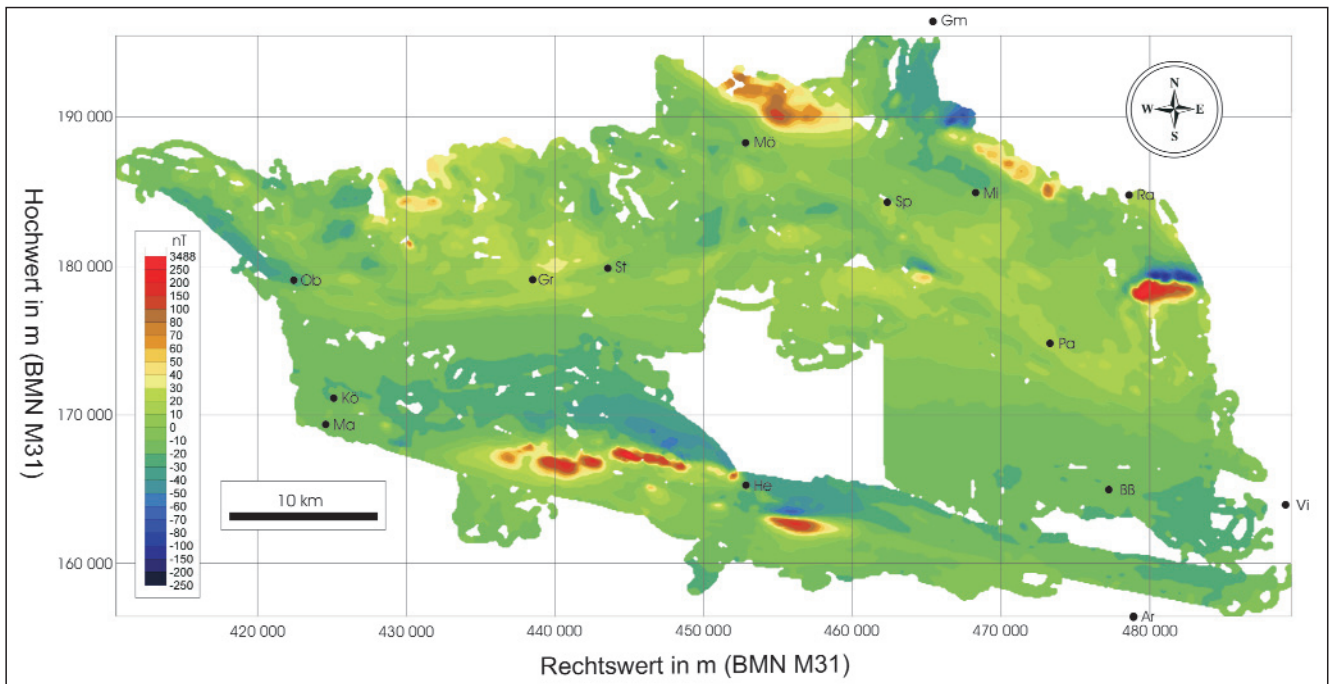 Gm
N
W E
S
190 000
Mö
Mi
Ra
Sp
180 000
Ob
Gr
St
Pa
170 000
Kö
Ma
He
BB
Vi
160 000
Ar
Hochwert in m (BMN M31)
nT
3488
250
200
150
100
80
70
60
50
40
30
20
10
0
-10
-20
-30
-40
-50
-60
-70
-80
-100
-150
-200
-250
10 km
420 000 430 000 440 000 450 000 460 000 470 000 480 000
Rechtswert in m (BMN M31)